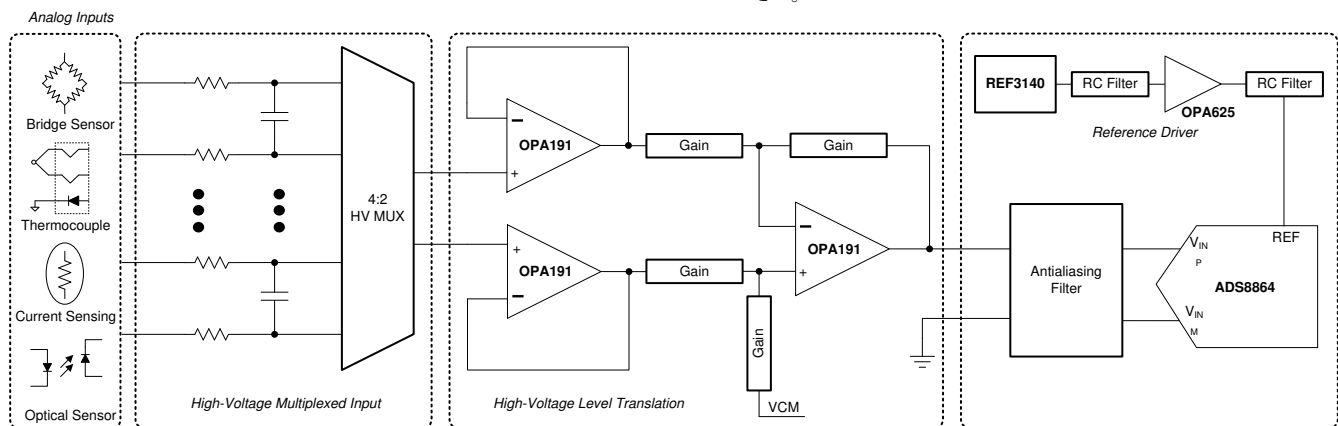 Analog Inputs
Bridge Sensor
Thermocouple
Current Sensing
Optical Sensor
4:2
HV MUX
High-Voltage Multiplexed Input
OPA191
+
Gain
Gain
+
OPA191
Gain
OPA191
+
Gain
VCM
High-Voltage Level Translation
REF3140
RC Filter
OPA625
RC Filter
Reference Driver
Antialiasing
Filter
REF
VIN
P
ADS8864
VIN
M